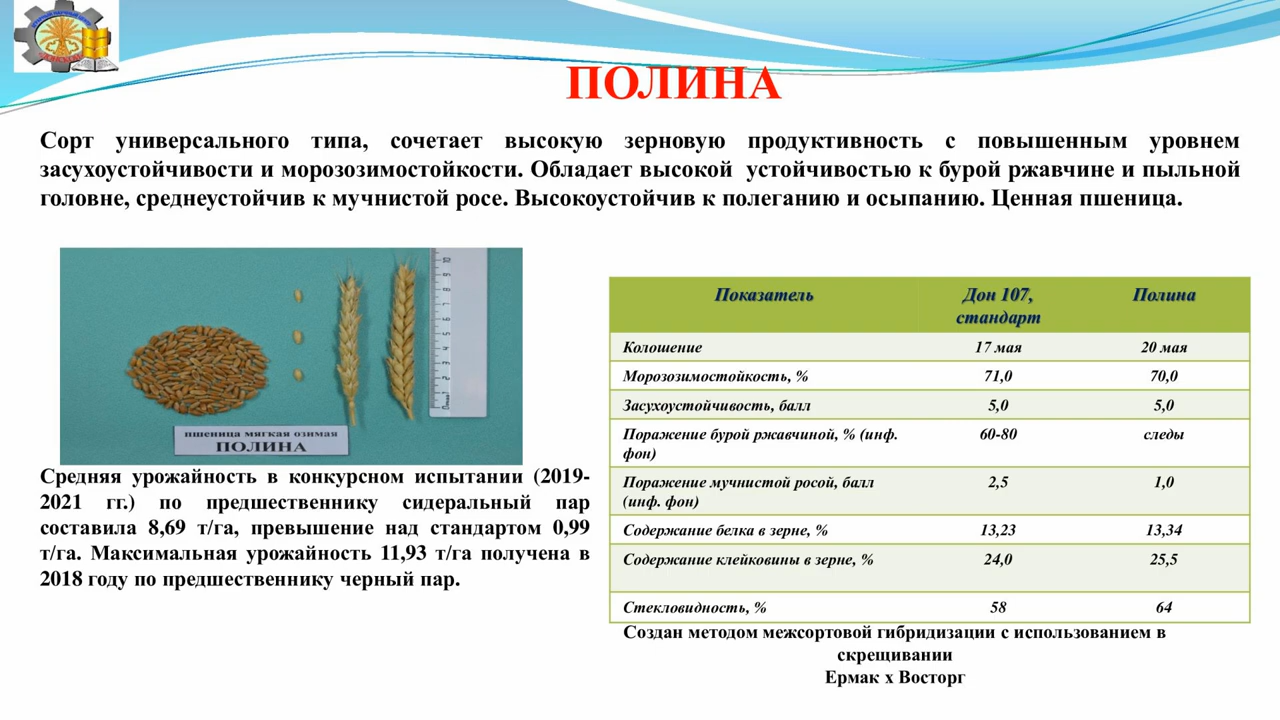 ПОЛИНА
Сорт универсального типа, сочетает высокую зерновую продуктивность с повышенным уровнем
засухоустойчивости и морозозимостойкости. Обладает высокой устойчивостью к бурой ржавчине и пыльной
головне, среднеустойчив к мучнистой росе. Высокоустойчив к полеганию и осыпанию. Ценная пшеница.
пшеница мягкая озимая
ПОЛИНА
Средняя урожайность в конкурсном испытании (2019-
2021 гг.) по предшественнику сидеральный пар
составила 8,69 т/га, превышение над стандартом 0,99
т/га. Максимальная урожайность 11,93 т/га получена в
2018 году по предшественнику черный пар.
Показатель Дон 107, Полина
стандарт
Колошение 17 мая 20 мая
Морозозимостойкость, % 71,0 70,0
Засухоустойчивость, балл 5,0 5,0
Поражение бурой ржавчиной, % (инф. 60-80 следы
фон)
Поражение мучнистой росой, балл 2,5 1,0
(инф. фон)
Содержание белка в зерне, % 13,23 13,34
Содержание клейковины в зерне, % 24,0 25,5
Стекловидность, % 58 64
Создан методом межсортовой гибридизации с использованием в
скрещивании
Ермак х Восторг